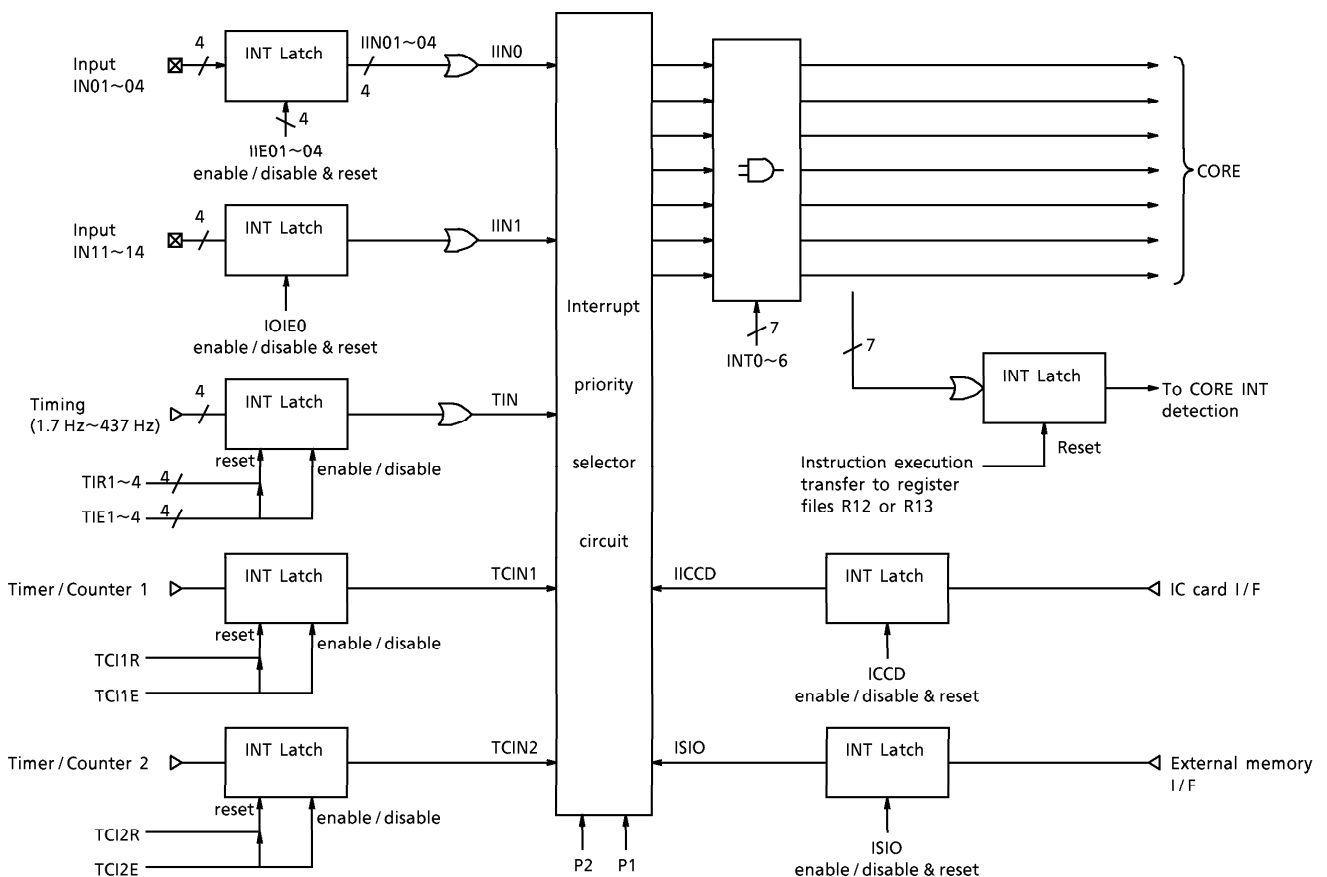 4
INT Latch
IIN01~04
4
IIN0
Input
IN01~04
4
IIE01~04
enable / disable & reset
CORE
4
INT Latch
IIN1
Input
IN11~14
IOIE0
enable / disable & reset
Interrupt
priority
selector
circuit
7
INT0~6
7
INT Latch
To CORE INT
detection
Reset
Instruction execution
transfer to register
files R12 or R13
4
INT Latch
TIN
Timing
(1.7 Hz~437 Hz)
reset
enable / disable
TIR1~4
4
TIE1~4
4
INT Latch
TCIN1
Timer / Counter 1
reset
enable / disable
TCI1R
TCI1E
IICCD
INT Latch
IC card I / F
ICCD
enable / disable & reset
INT Latch
TCIN2
Timer / Counter 2
reset
enable / disable
TCI2R
TCI2E
ISIO
INT Latch
External memory
I / F
ISIO
enable / disable & reset
P2
P1